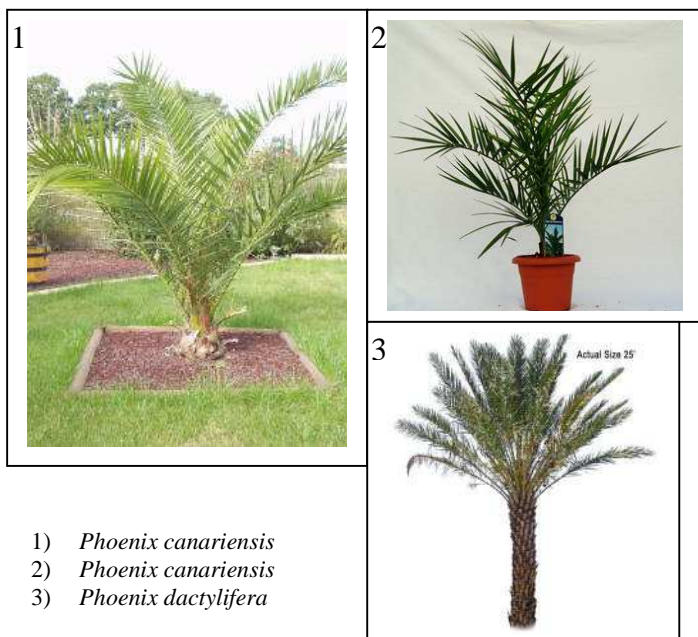 1
2
3
Actual Size 25'
1) Phoenix canariensis
2) Phoenix canariensis
3) Phoenix dactylifera